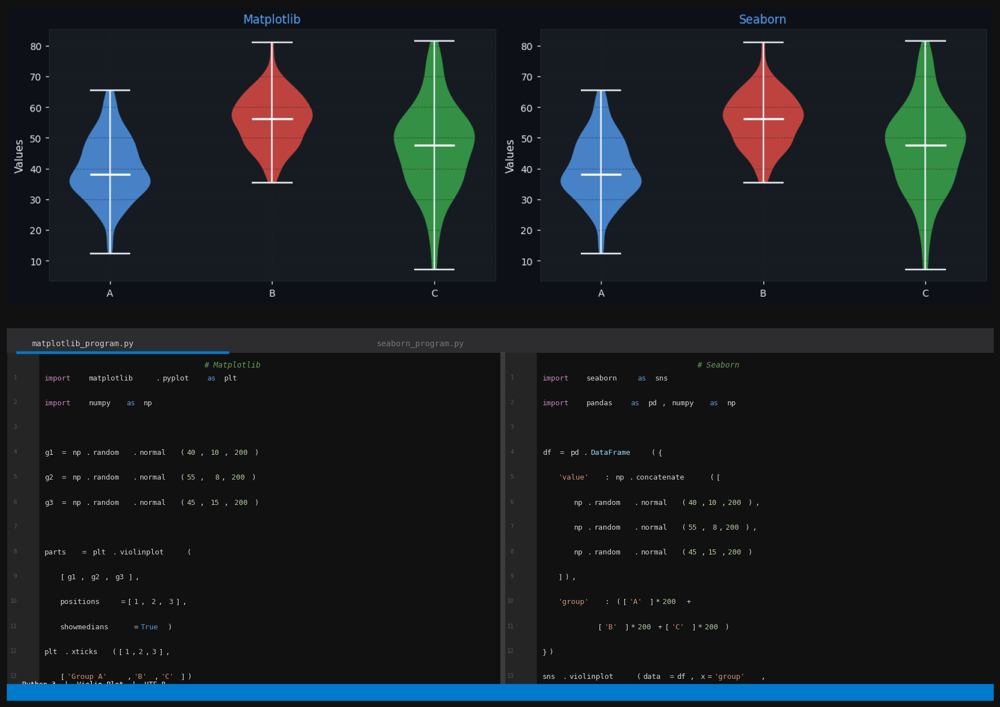 Matplotlib
80
70
60
50
40
30
20
10
Values
A B C
Seaborn
80
70
60
50
40
30
20
10
Values
A B C
matplotlib_program.py
seaborn_program.py
# Matplotlib
1 import matplotlib .pyplot as plt
2 import numpy as np
3
4 g1 = np .random .normal (40 , 10 , 200 )
5 g2 = np .random .normal (55 , 8, 200 )
6 g3 = np .random .normal (45 , 15 , 200 )
7
8 parts = plt .violinplot (
9 [g1 , g2 , g3 ],
10 positions =[1, 2, 3],
11 showmedians =True )
12 plt .xticks ([1,2,3],
13 ['Group A' ,'B' ,'C' ])
# Seaborn
1 import seaborn as sns
2 import pandas as pd , numpy as np
3
4 df = pd .DataFrame ({
5 'value' : np .concatenate ([
6 np .random .normal (40 ,10 ,200 ),
7 np .random .normal (55 , 8,200 ),
8 np .random .normal (45 ,15 ,200 )
9 ]),
10 'group' : (['A' ]*200 +
11 ['B' ]*200 +['C' ]*200 )
12 })
13 sns .violinplot (data =df , x='group' ,
Python 3 | Violin Plot | UTF-8